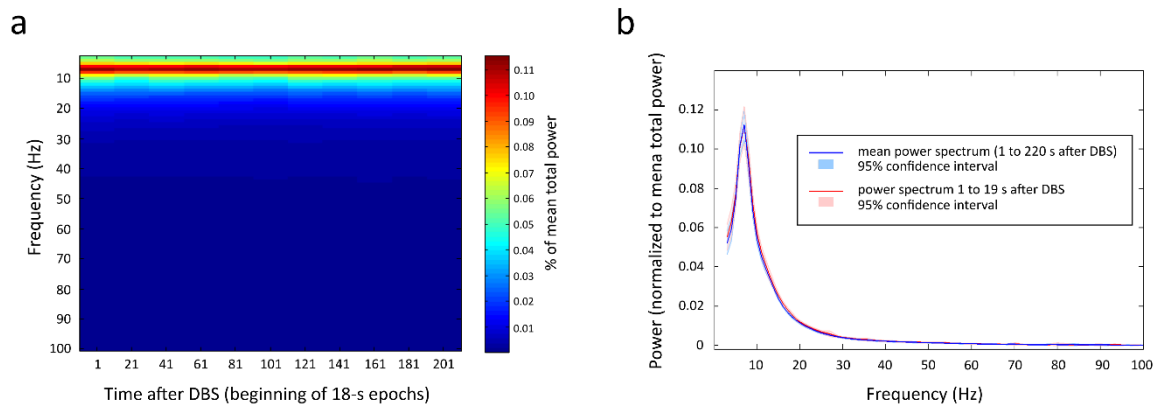 a
Frequency (Hz)
10
20
30
40
50
60
70
80
90
100
1 21 41 61 81 101 121 141 161 181 201
Time after DBS (beginning of 18-s epochs)
0.11
0.10
0.09
0.08
0.07
0.06
0.05
0.04
0.03
0.02
0.01
% of mean total power
b
Power (normalized to mena total power)
0.12
0.10
0.08
0.06
0.04
0.02
0
mean power spectrum (1 to 220 s after DBS)
95% confidence interval
power spectrum 1 to 19 s after DBS
95% confidence interval
10 20 30 40 50 60 70 80 90 100
Frequency (Hz)